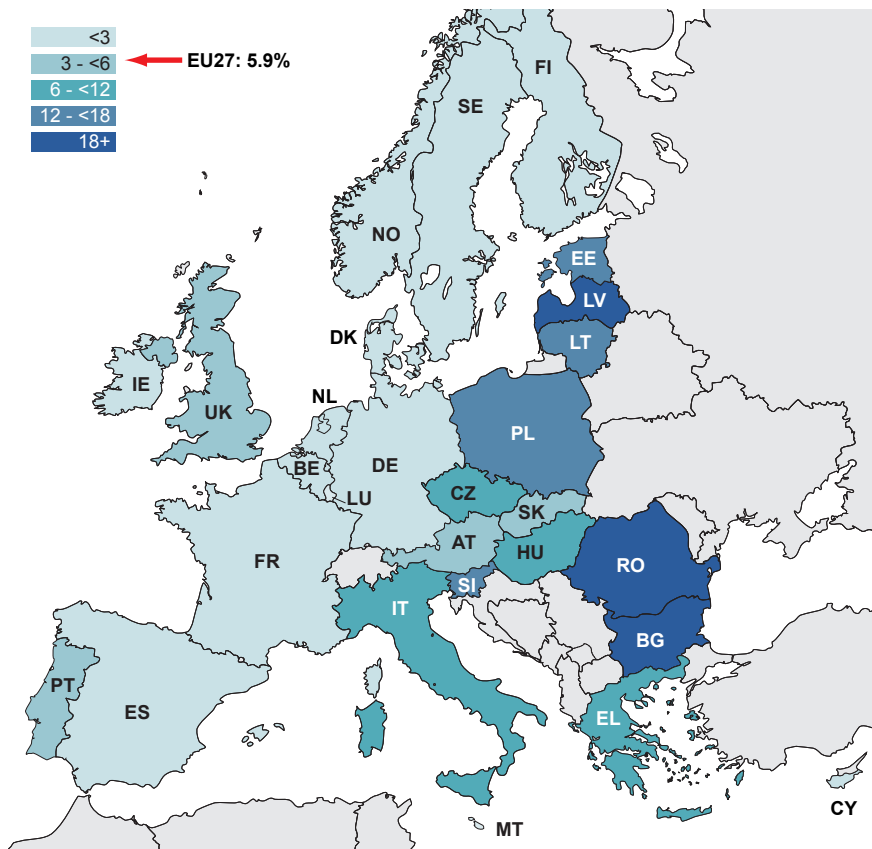 <3
3 - <6
EU27: 5.9%
6 - <12
12 - <18
18+
FI
SE
NO
EE
LV
DK
LT
IE
NL
UK
PL
BE
DE
CZ
LU
SK
AT
HU
FR
RO
SI
IT
BG
PT
ES
EL
CY
MT